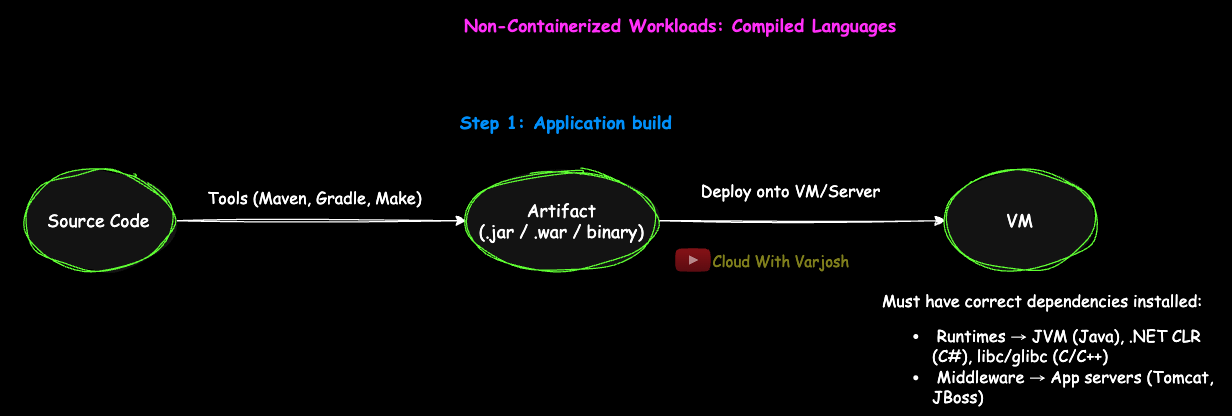 Non-Containerized Workloads: Compiled Languages
Step 1: Application build
Source Code
Tools (Maven, Gradle, Make)
Artifact
(.jar / .war / binary)
Deploy onto VM/Server
VM
Cloud With Varjosh
Must have correct dependencies installed:
• Runtimes → JVM (Java), .NET CLR
(C#), libc/glibc (C/C++)
• Middleware → App servers (Tomcat,
JBoss)